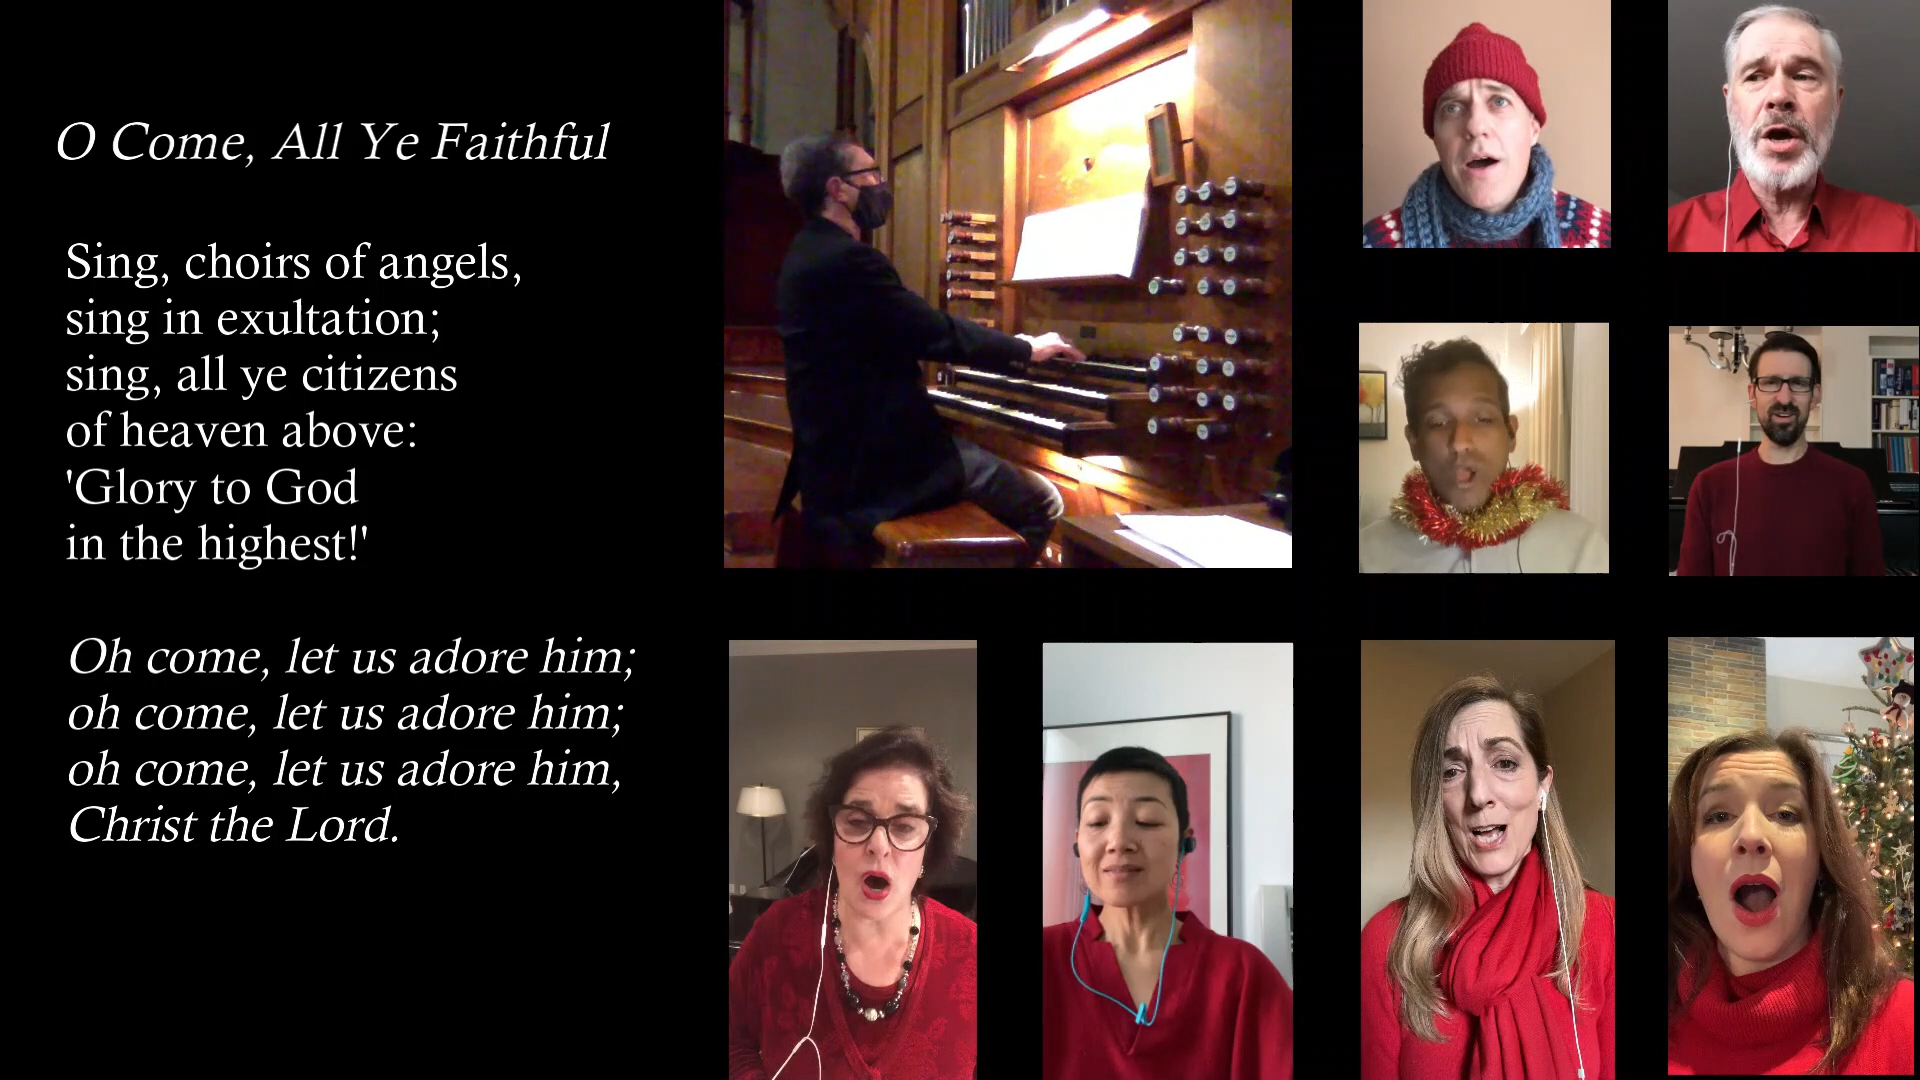 O Come, All Ye Faithful
Sing, choirs of angels,
sing in exultation;
sing, all ye citizens
of heaven above:
'Glory to God
in the highest!'
Oh come, let us adore him;
oh come, let us adore him;
oh come, let us adore him,
Christ the Lord.